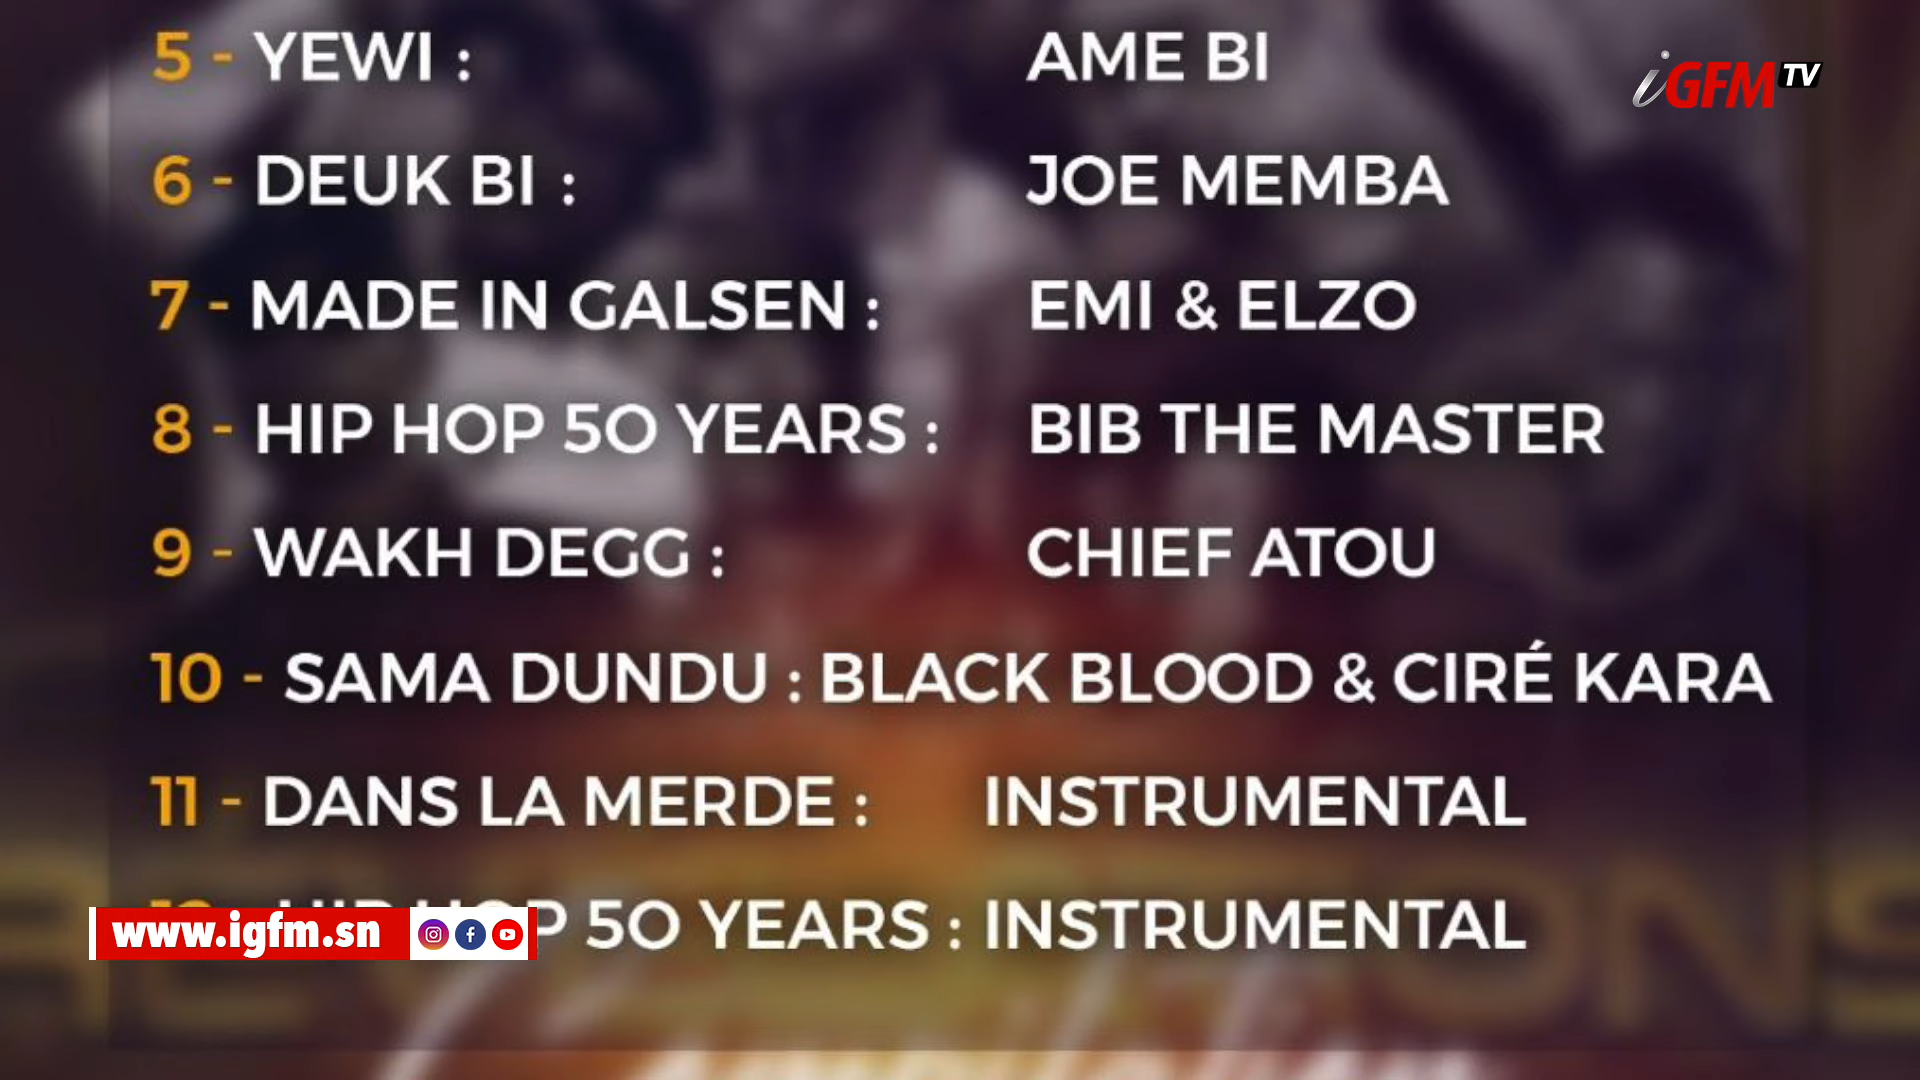 5 - YEWI : AME BI
iGFM TV
6 - DEUK BI : JOE MEMBA
7 - MADE IN GALSEN : EMI & ELZO
8 - HIP HOP 50 YEARS : BIB THE MASTER
9 - WAKH DEGG : CHIEF ATOU
10 - SAMA DUNDU : BLACK BLOOD & CIRÉ KARA
11 - DANS LA MERDE : INSTRUMENTAL
HIP HOP 50 YEARS : INSTRUMENTAL
www.igfm.sn